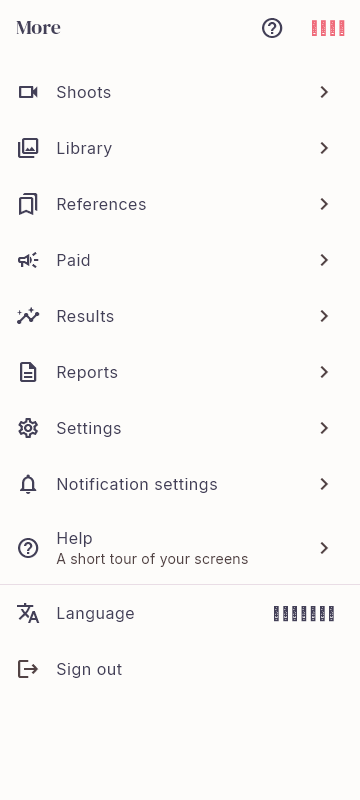 More
Shoots
Library
References
Paid
Results
Reports
Settings
Notification settings
Help
A short tour of your screens
Language
Sign out